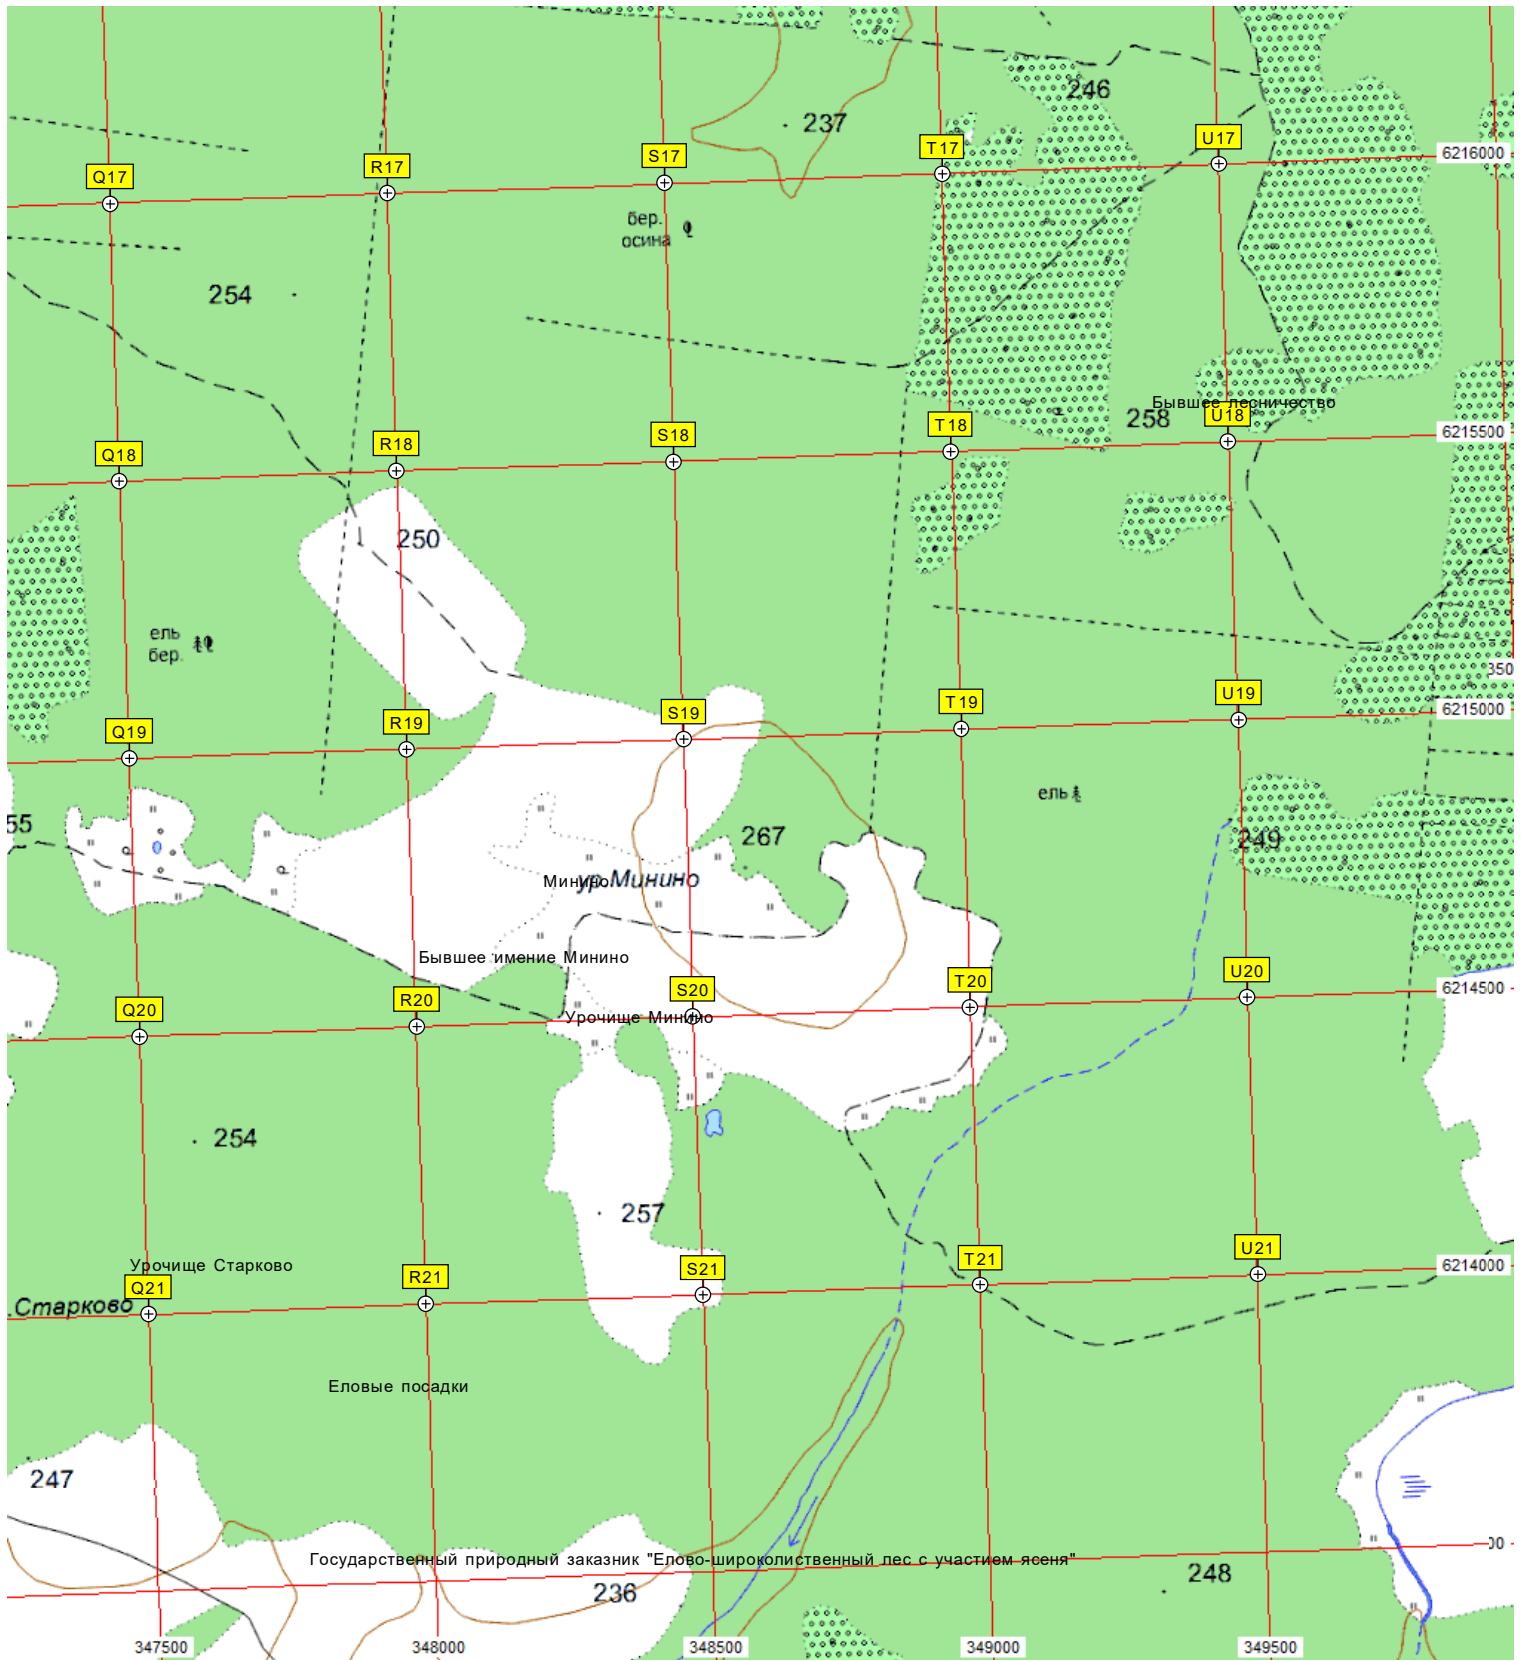 246
237
U17
T17
6216000
S17
R17
Q17
бер.
осина
254
Бывшее лесничество
258
U18
T18
6215500
S18
R18
Q18
250
ель
бер.
350
U19
T19
6215000
S19
R19
Q19
ель
55
267
249
Минино
ур.Минино
Бывшее имение Минино
U20
T20
6214500
S20
R20
Q20
Урочище Минино
254
257
U21
T21
6214000
Урочище Старково
S21
R21
Q21
.Старково
Еловые посадки
247
00
Государственный природный заказник "Елово-широколиственный лес с участием ясеня"
248
236
347500
348000
348500
349000
349500